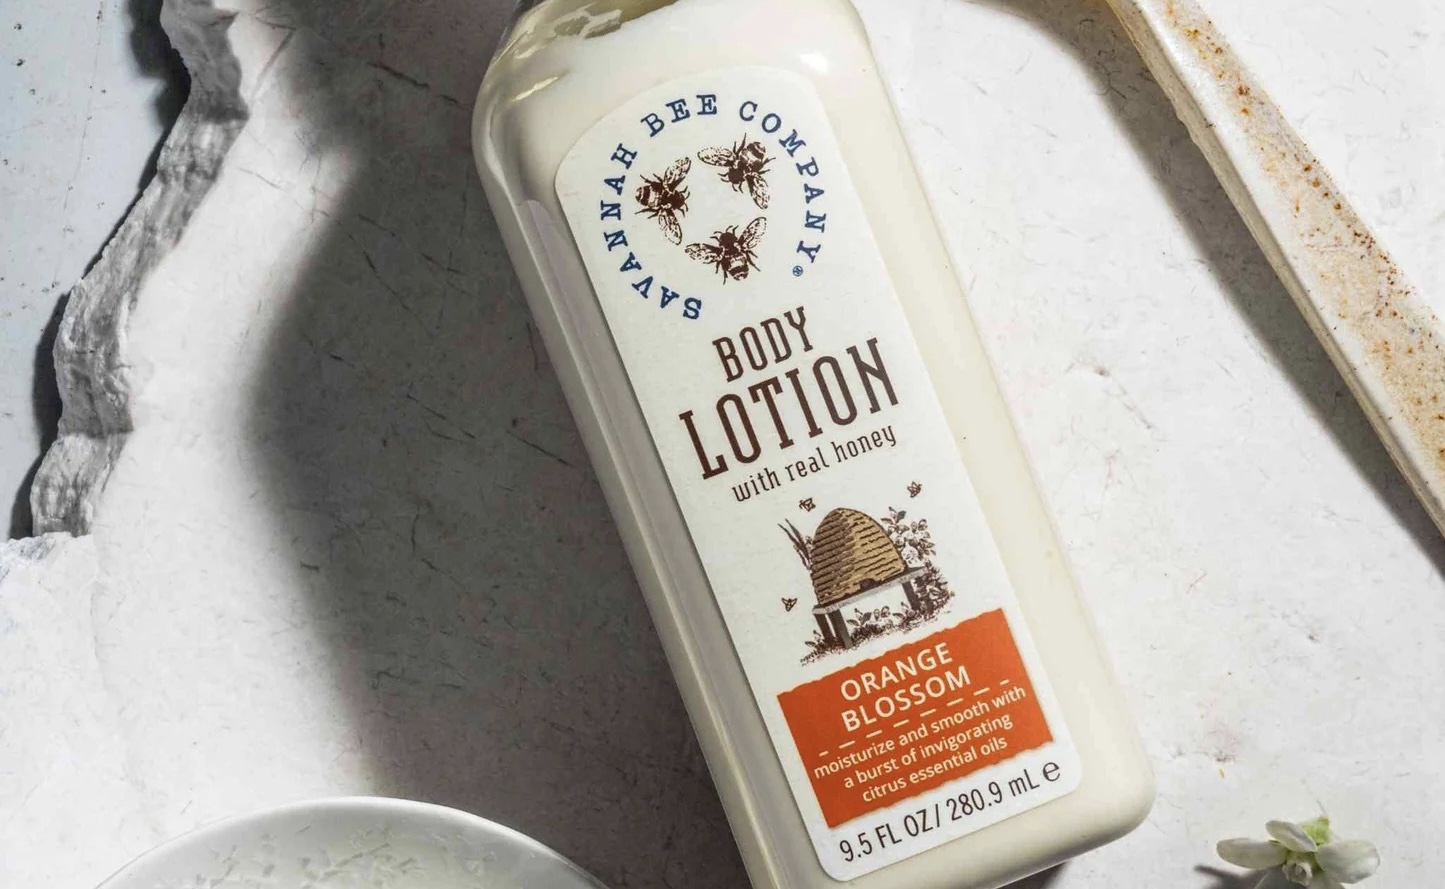 SAVANNAH BEE COMPANY®
BODY
LOTION
with real honey
ORANGE
BLOSSOM
moisturize and smooth with
a burst of invigorating
citrus essential oils
9.5 FL OZ/ 280.9 mL ℮